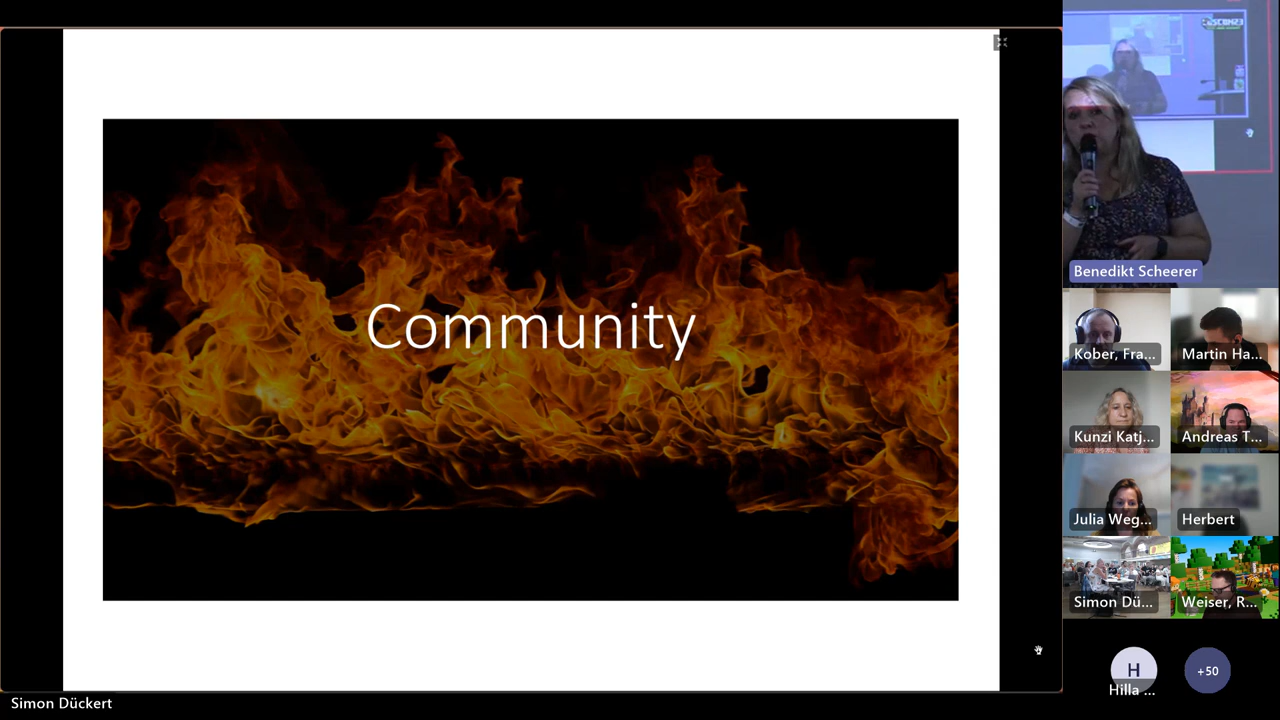 Community
Benedikt Scheerer
Kober, Fra...
Martin Ha...
Kunzi Katj...
Andreas T...
Julia Weg...
Herbert
Simon Dü...
Weiser, R...
H
Hilla ...
+50
Simon Dückert